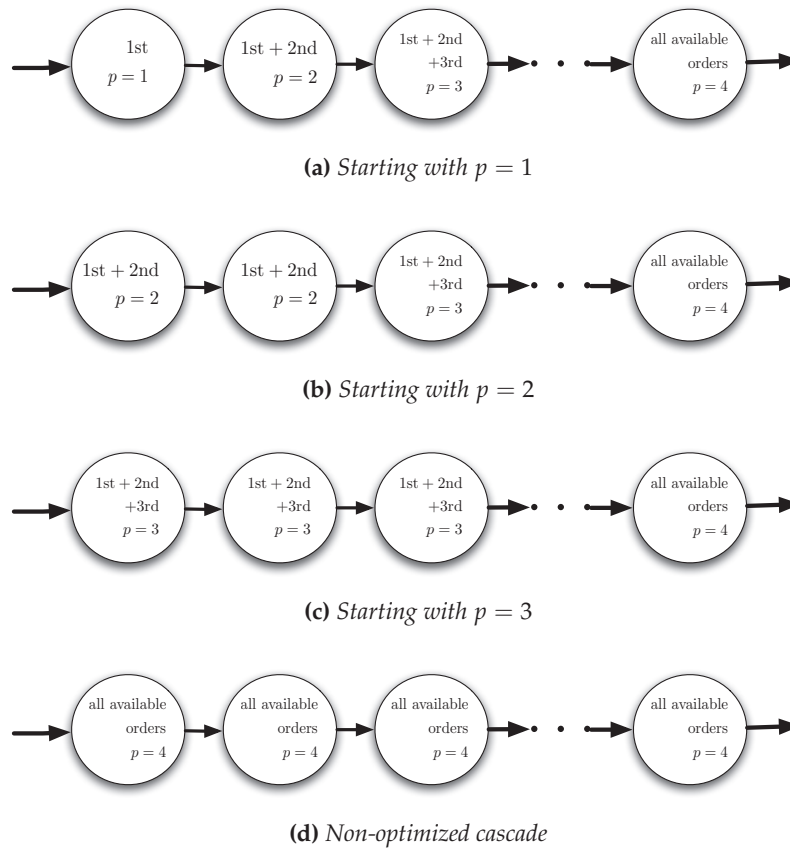 1st
p = 1
1st + 2nd
p = 2
1st + 2nd
+3rd
p = 3
all available
orders
p = 4
(a) Starting with p = 1
1st + 2nd
p = 2
1st + 2nd
p = 2
1st + 2nd
+3rd
p = 3
all available
orders
p = 4
(b) Starting with p = 2
1st + 2nd
+3rd
p = 3
1st + 2nd
+3rd
p = 3
1st + 2nd
+3rd
p = 3
all available
orders
p = 4
(c) Starting with p = 3
all available
orders
p = 4
all available
orders
p = 4
all available
orders
p = 4
all available
orders
p = 4
(d) Non-optimized cascade